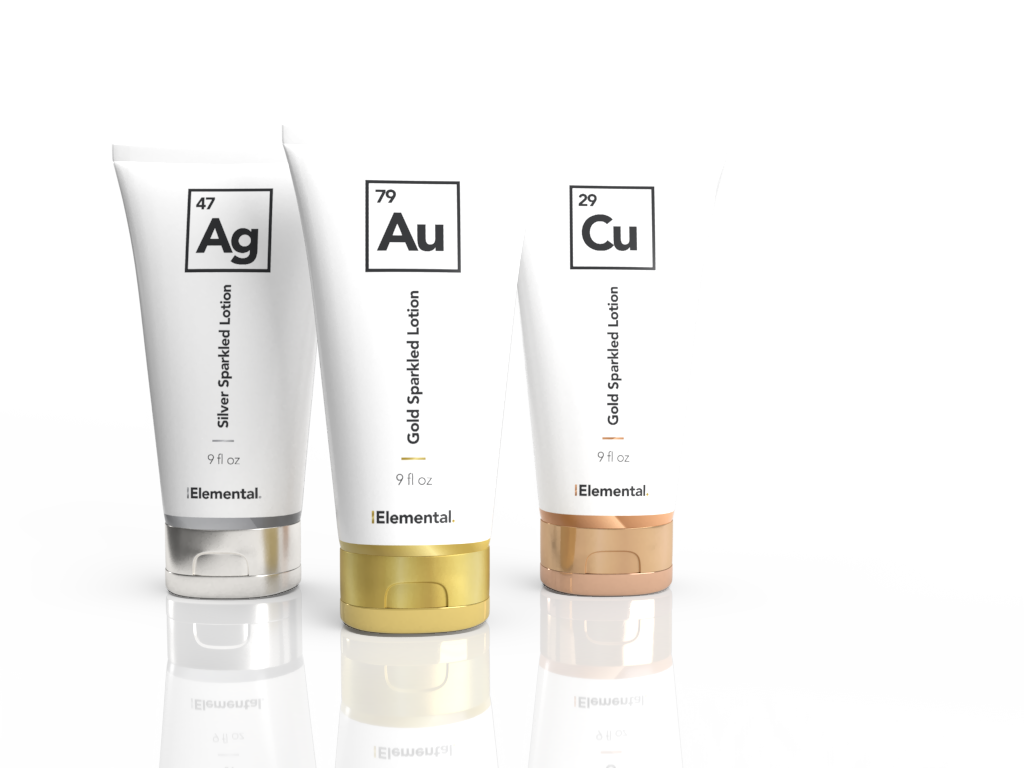 47
Ag
Silver Sparkled Lotion
9 fl oz
Elemental.
79
Au
Gold Sparkled Lotion
9 fl oz
Elemental.
29
Cu
Gold Sparkled Lotion
9 fl oz
Elemental.